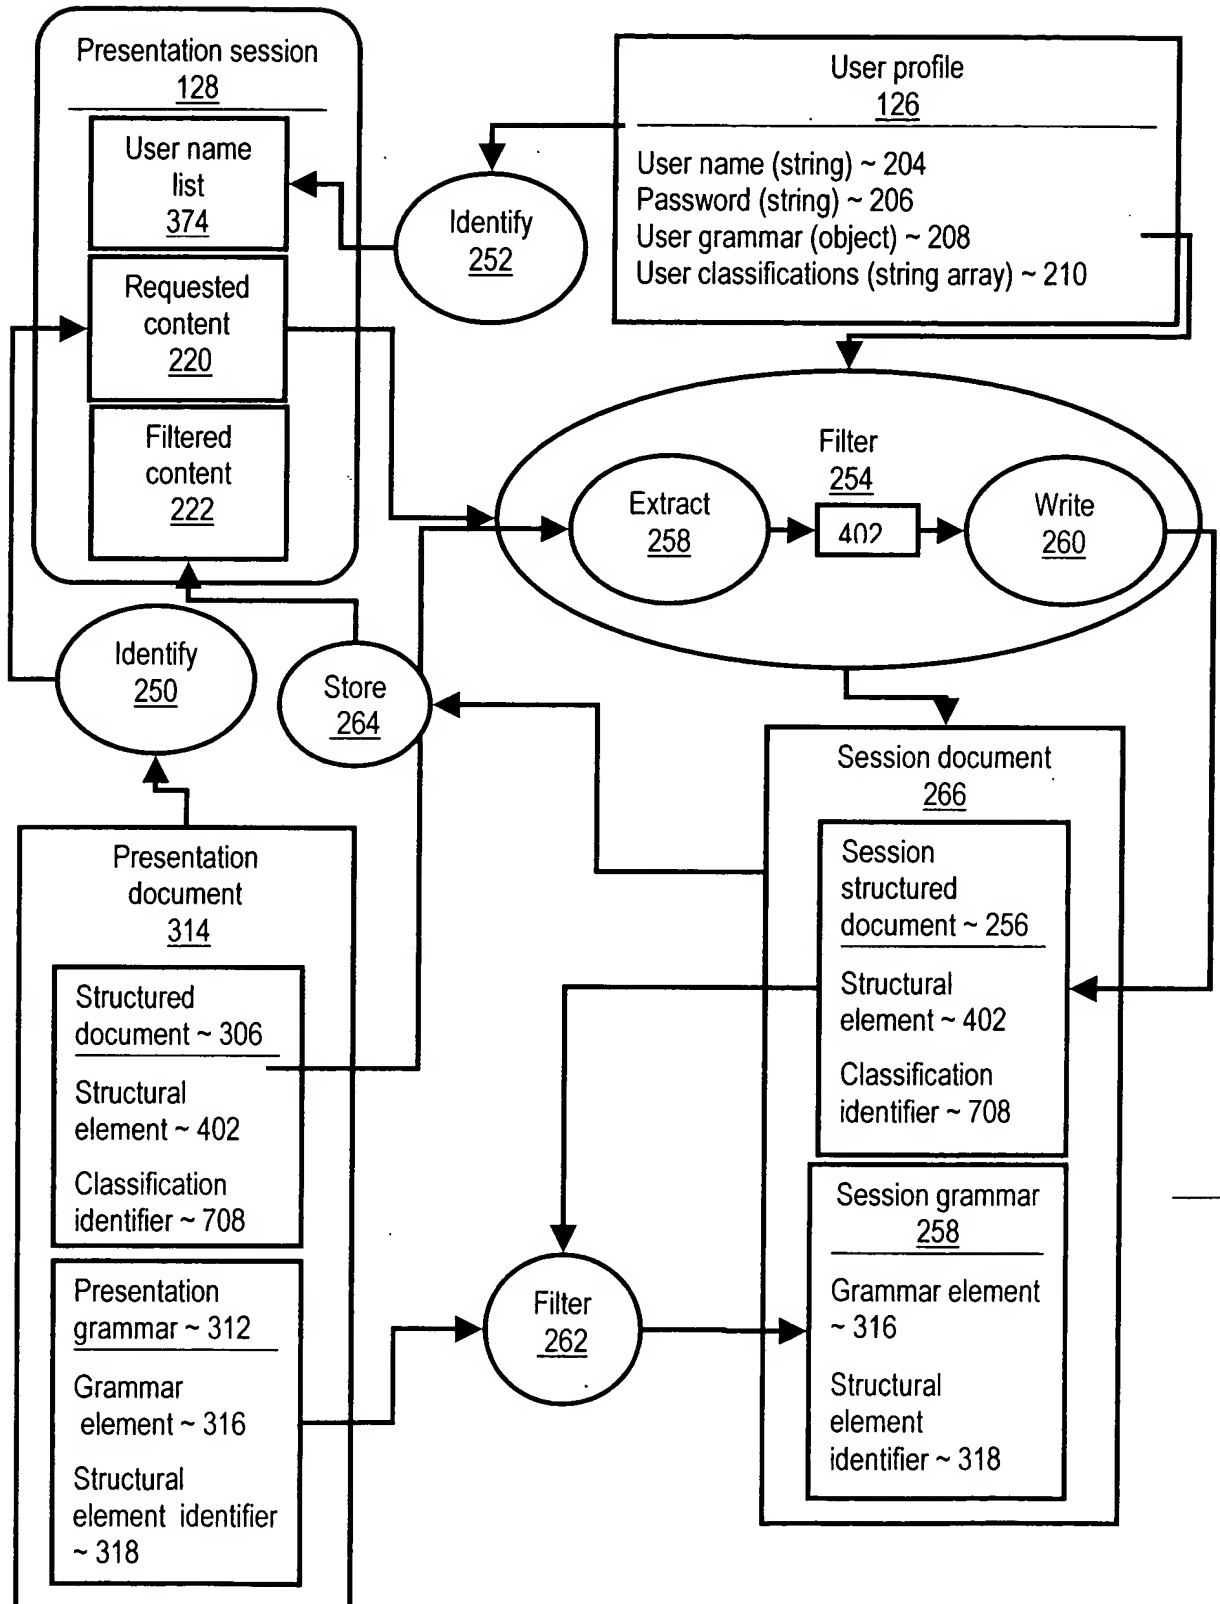 Presentation session
128
User name
list
374
Requested
content
220
Filtered
content
222
User profile
126
User name (string) ~ 204
Password (string) ~ 206
User grammar (object) ~ 208
User classifications (string array) ~ 210
Identify
252
Filter
254
Extract
258
402
Write
260
Identify
250
Store
264
Session document
266
Session
structured
document ~ 256
Structural
element ~ 402
Classification
identifier ~ 708
Session grammar
258
Grammar element
~ 316
Structural
element
identifier ~ 318
Presentation
document
314
Structured
document ~ 306
Structural
element ~ 402
Classification
identifier ~ 708
Presentation
grammar ~ 312
Grammar
element ~ 316
Structural
element identifier
~ 318
Filter
262